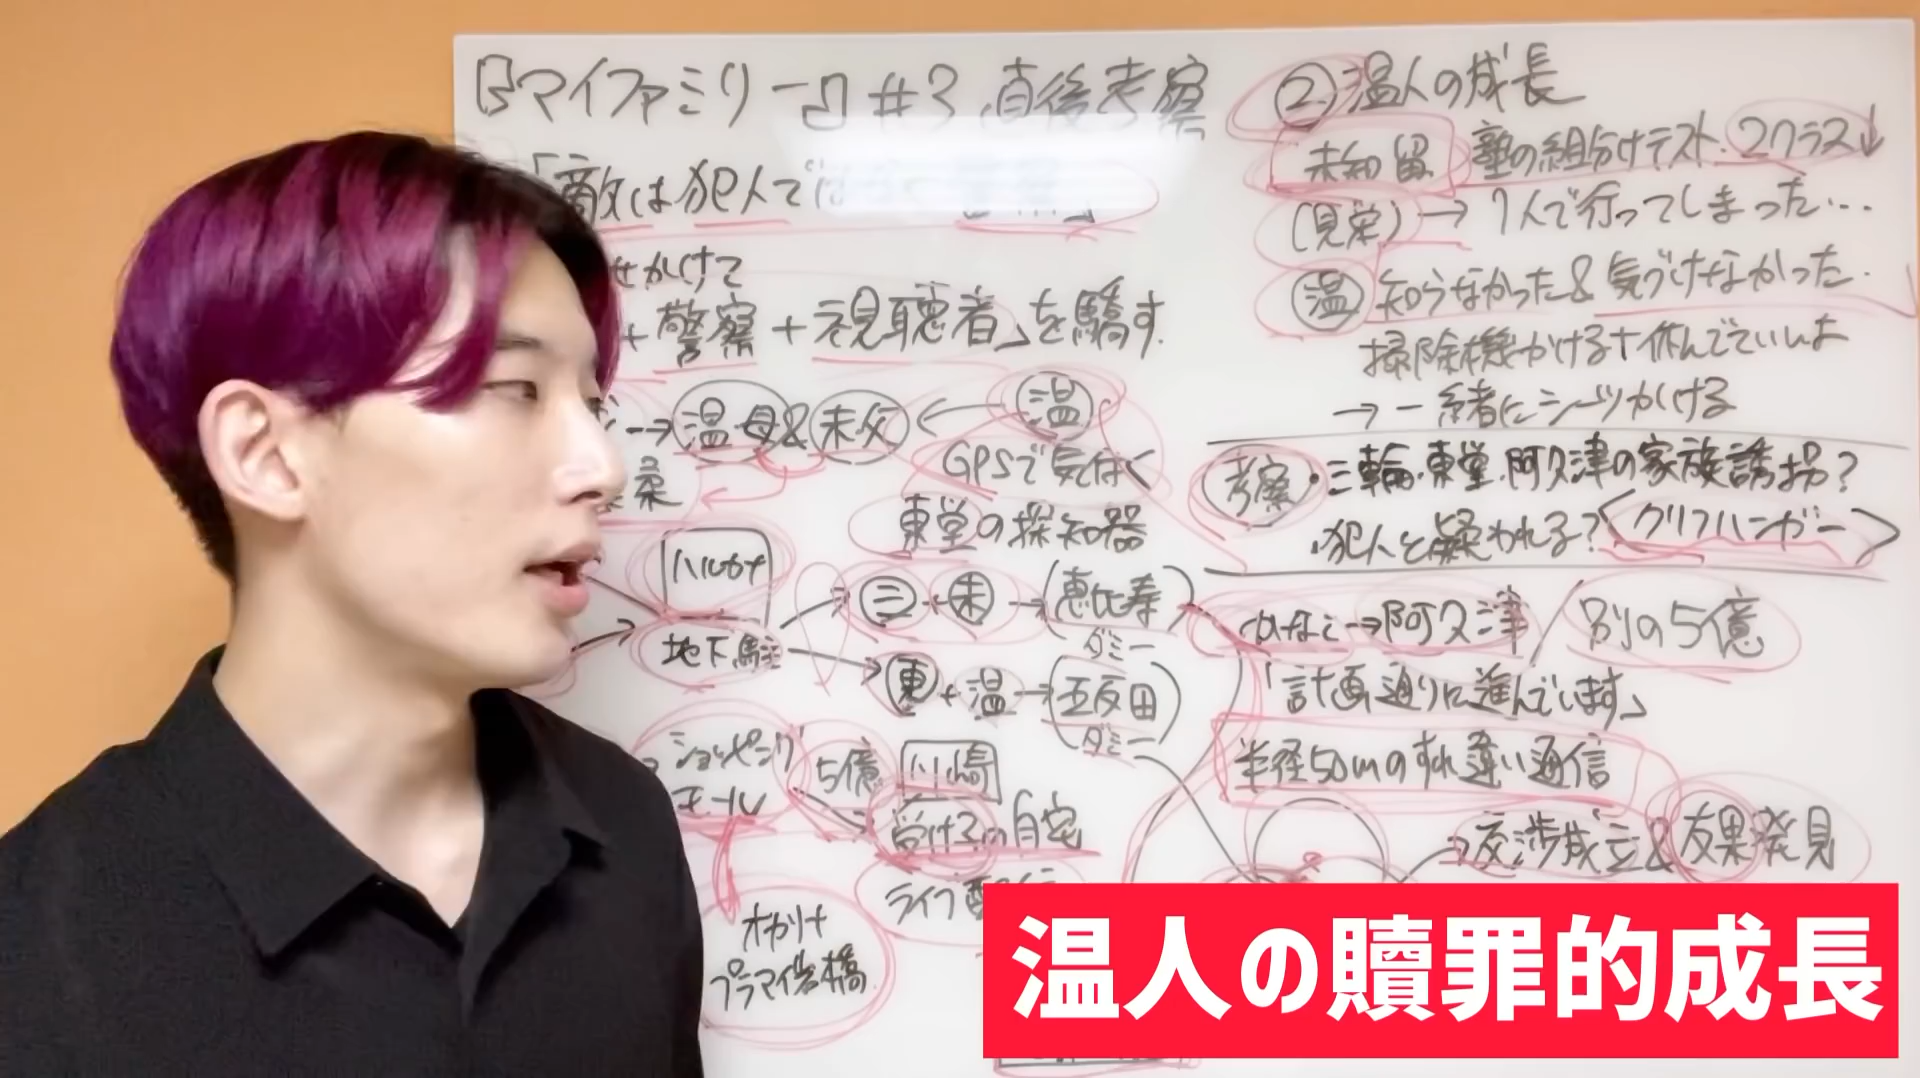 『マイファミリー』#3 直後考察
「敵は犯人で
せかけて
+警察+視聴者」を騙す.
→温母&未父←温
GPSで気付く
東堂の探知器
ハルカナ
地下駐
三+未→(恵比寿)
ダミー
東+温→(五反田)
ダミー
ショッピングモール
5億
川崎
受け子の自宅
オカリナ
プラマイ岩橋
②温人の成長
未知留 塾の組分けテスト.2クラス↓
→1人で行ってしまった…
温 知らなかった&気づけなかった.
掃除機かける+休んでていいよ
→一緒にシーツかける
考察・三輪.東堂.阿久津の家族誘拐?
・犯人と疑われる?<クリフハンガー>
かなこ→阿久津/別の5億
「計画通りに進んでいます」
半径50mのすれ違い通信
→交渉成立&友果発見
温人の贖罪的成長